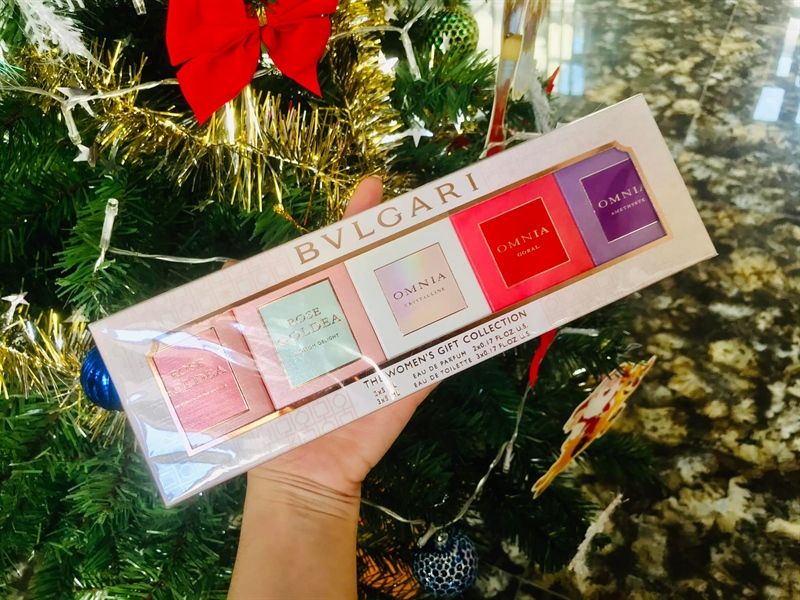 BVLGARI
ROSE
GOLDEA
ROSE
GOLDEA
BLOSSOM DELIGHT
OMNIA
CRYSTALLINE
OMNIA
CORAL
OMNIA
AMETHYSTE
THE WOMEN'S GIFT COLLECTION
EAU DE PARFUM 2x0.17 FL.OZ U.S.
EAU DE TOILETTE 3x0.17 FL.OZ U.S.